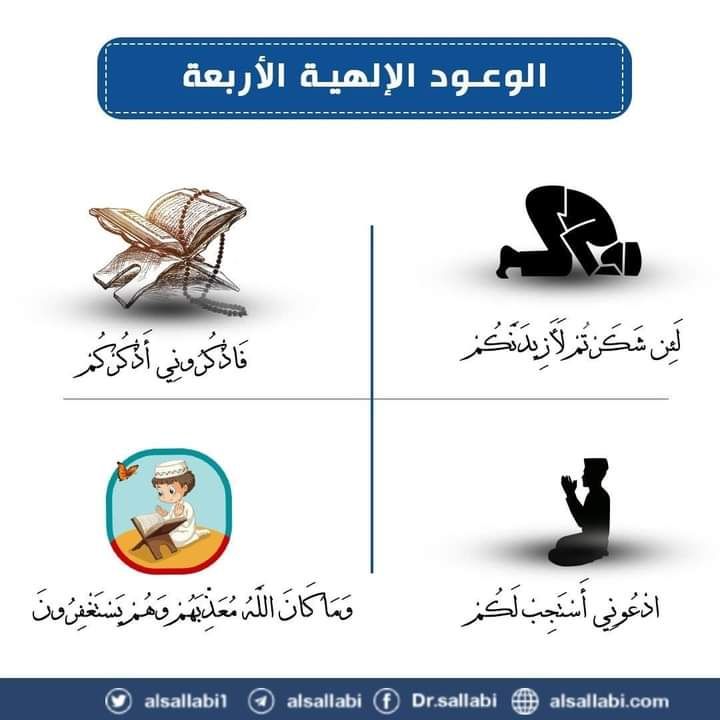 الوعود الإلهية الأربعة
لَئِن شَكَرْتُمْ لَأَزِيدَنَّكُمْ
فَاذْكُرُونِي أَذْكُرْكُمْ
ادْعُونِي أَسْتَجِبْ لَكُمْ
وَمَا كَانَ اللَّهُ مُعَذِّبَهُمْ وَهُمْ يَسْتَغْفِرُونَ
alsallabi1 alsallabi Dr.sallabi alsallabi.com